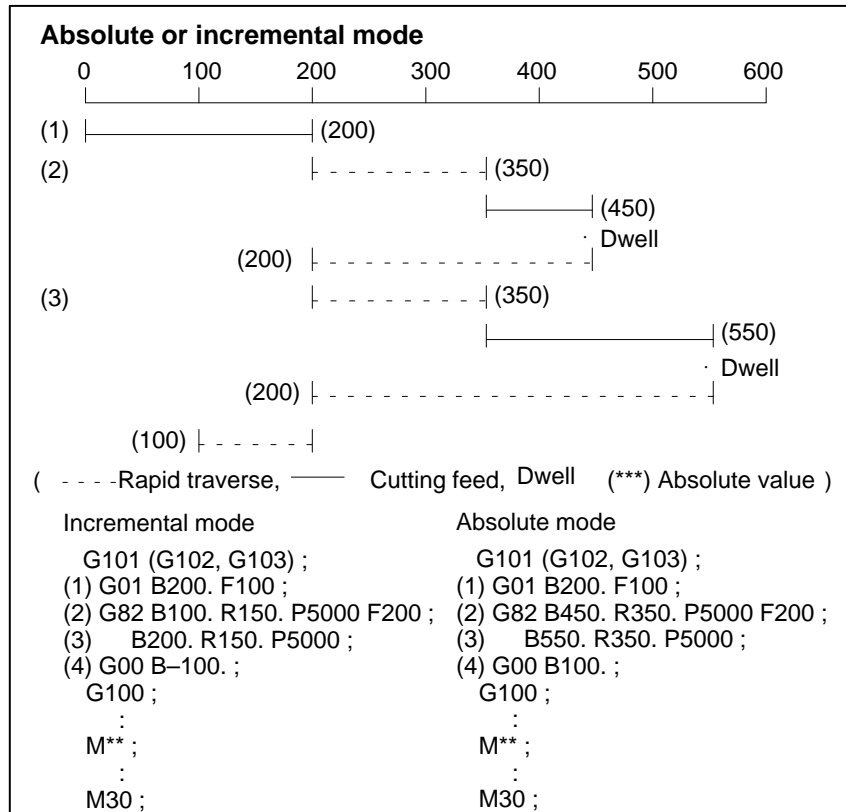 Absolute or incremental mode
0 100 200 300 400 500 600
(1) (200)
(2) (350)
(450)
Dwell
(200)
(3) (350)
(550)
Dwell
(200)
(100)
( - - - -Rapid traverse, —— Cutting feed, Dwell (***) Absolute value )
Incremental mode Absolute mode
G101 (G102, G103) ; G101 (G102, G103) ;
(1) G01 B200. F100 ; (1) G01 B200. F100 ;
(2) G82 B100. R150. P5000 F200 ; (2) G82 B450. R350. P5000 F200 ;
(3) B200. R150. P5000 ; (3) B550. R350. P5000 ;
(4) G00 B–100. ; (4) G00 B100. ;
G100 ; G100 ;
: :
M** ; M** ;
: :
M30 ; M30 ;